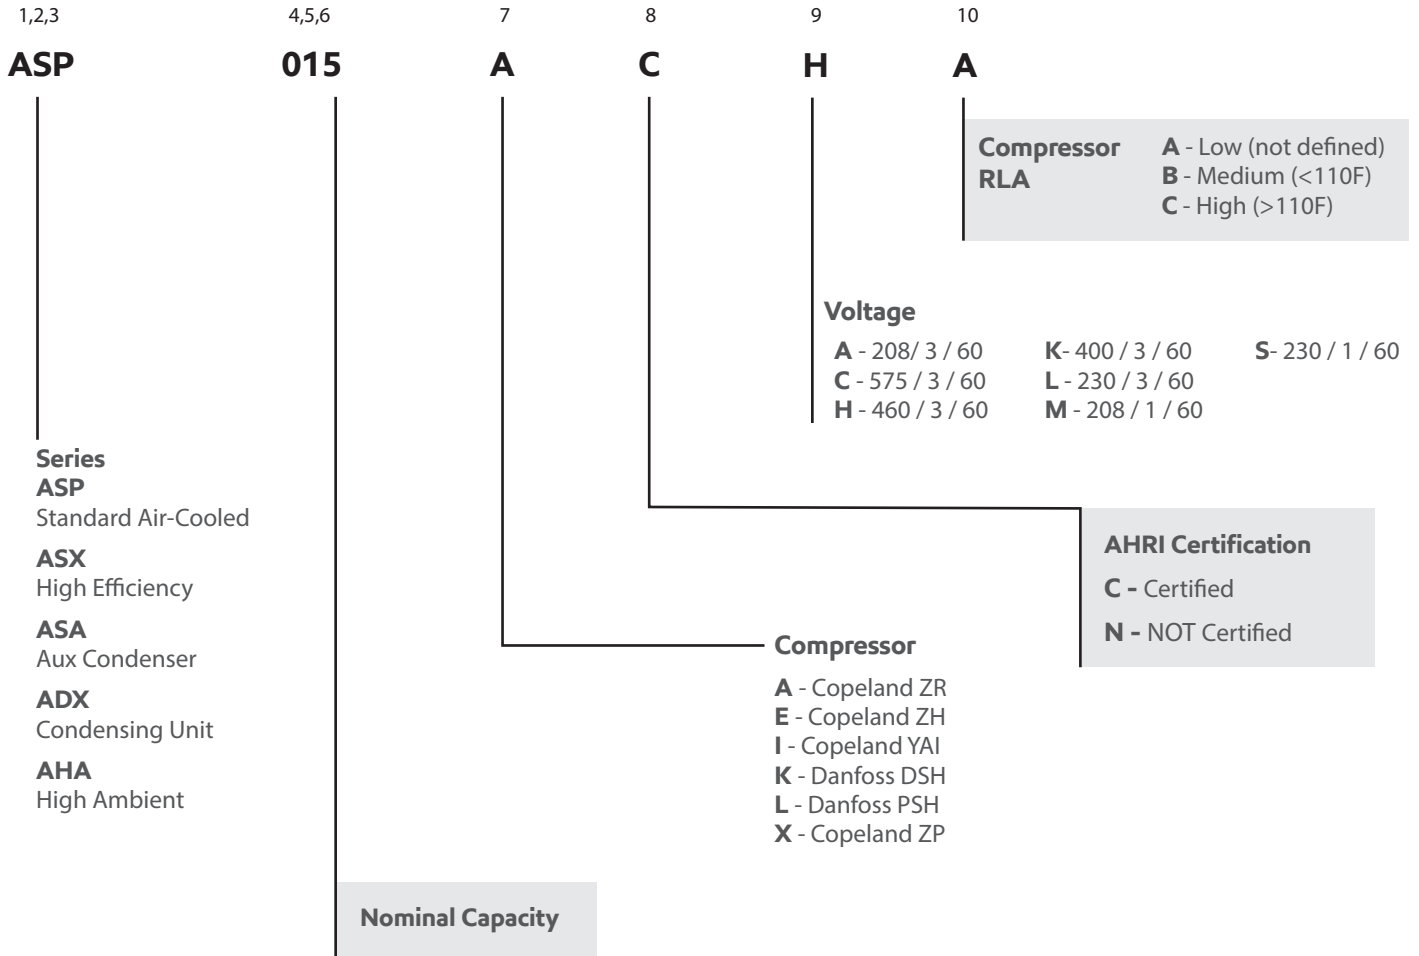 1,2,3 4,5,6 7 8 9 10
ASP 015 A C H A
Compressor
RLA
A - Low (not defined)
B - Medium (<110F)
C - High (>110F)
Voltage
A - 208/ 3 / 60 K- 400 / 3 / 60 S- 230 / 1 / 60
C - 575 / 3 / 60 L - 230 / 3 / 60
H - 460 / 3 / 60 M - 208 / 1 / 60
Series
ASP
Standard Air-Cooled
ASX
High Efficiency
ASA
Aux Condenser
ADX
Condensing Unit
AHA
High Ambient
AHRI Certification
C - Certified
N - NOT Certified
Compressor
A - Copeland ZR
E - Copeland ZH
I - Copeland YAI
K - Danfoss DSH
L - Danfoss PSH
X - Copeland ZP
Nominal Capacity